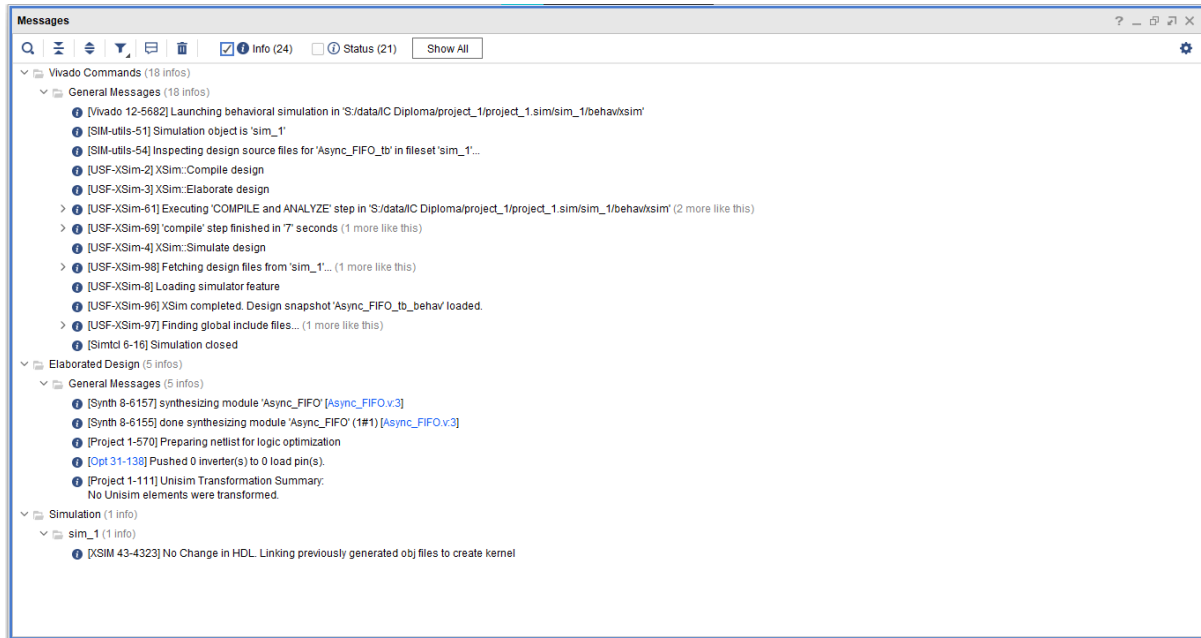 Messages
Info (24) Status (21) Show All
Vivado Commands (18 infos)
General Messages (18 infos)
[Vivado 12-5682] Launching behavioral simulation in 'S:/data/IC Diploma/project_1/project_1.sim/sim_1/behav/xsim'
[SIM-utils-51] Simulation object is 'sim_1'
[SIM-utils-54] Inspecting design source files for 'Async_FIFO_tb' in fileset 'sim_1'...
[USF-XSim-2] XSim::Compile design
[USF-XSim-3] XSim::Elaborate design
[USF-XSim-61] Executing 'COMPILE and ANALYZE' step in 'S:/data/IC Diploma/project_1/project_1.sim/sim_1/behav/xsim' (2 more like this)
[USF-XSim-69] 'compile' step finished in '7' seconds (1 more like this)
[USF-XSim-4] XSim::Simulate design
[USF-XSim-98] Fetching design files from 'sim_1'... (1 more like this)
[USF-XSim-8] Loading simulator feature
[USF-XSim-96] XSim completed. Design snapshot 'Async_FIFO_tb_behav' loaded.
[USF-XSim-97] Finding global include files... (1 more like this)
[Simtcl 6-16] Simulation closed
Elaborated Design (5 infos)
General Messages (5 infos)
[Synth 8-6157] synthesizing module 'Async_FIFO' [Async_FIFO.v:3]
[Synth 8-6155] done synthesizing module 'Async_FIFO' (1#1) [Async_FIFO.v:3]
[Project 1-570] Preparing netlist for logic optimization
[Opt 31-138] Pushed 0 inverter(s) to 0 load pin(s).
[Project 1-111] Unisim Transformation Summary:
No Unisim elements were transformed.
Simulation (1 info)
sim_1 (1 info)
[XSIM 43-4323] No Change in HDL. Linking previously generated obj files to create kernel